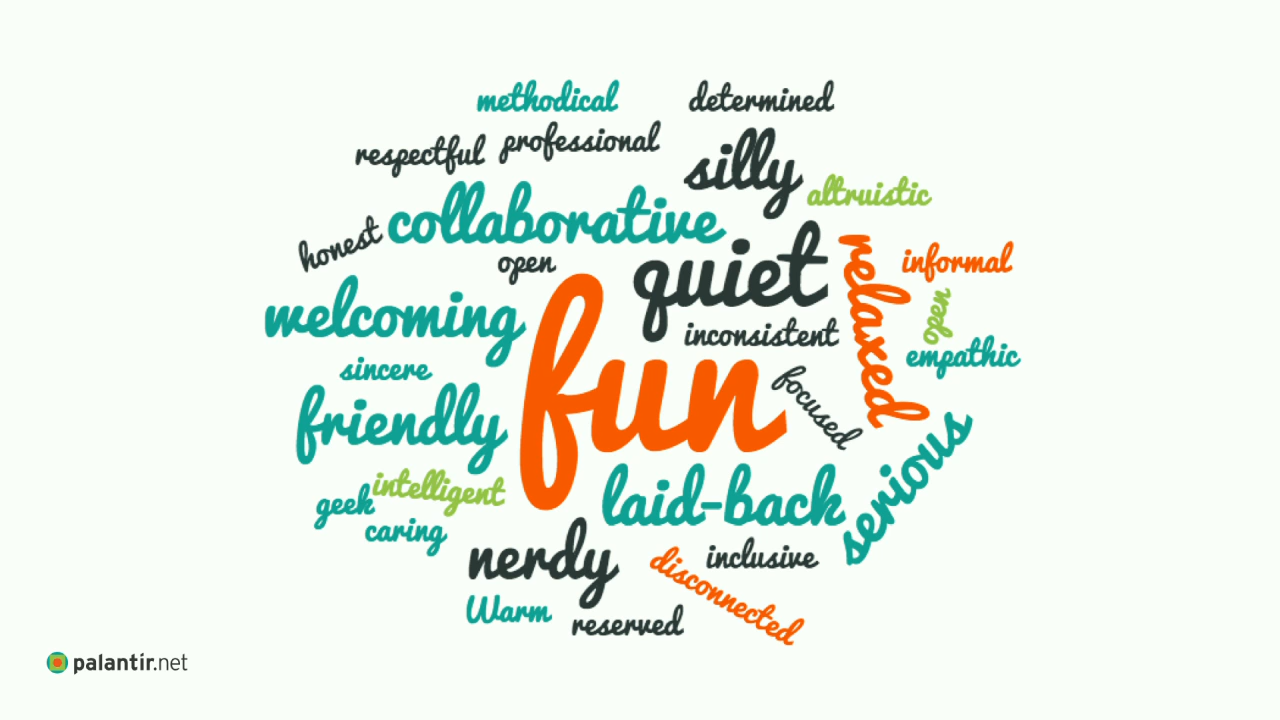 methodical
determined
respectful
professional
silly
altruistic
collaborative
honest
open
quiet
relaxed
informal
open
welcoming
fun
inconsistent
empathic
sincere
focused
friendly
serious
intelligent
geek
laid-back
caring
nerdy
disconnected
inclusive
Warm
reserved
palantir.net